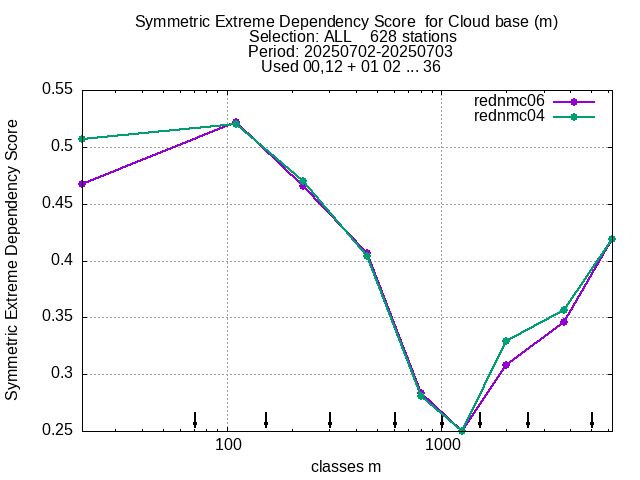 Symmetric Extreme Dependency Score  for Cloud base (m)
Selection: ALL    628 stations
Period: 20250702-20250703
Used 00,12 + 01 02 ... 36
rednmc06
rednmc04
Symmetric Extreme Dependency Score
0.55
0.5
0.45
0.4
0.35
0.3
0.25
100
1000
classes m